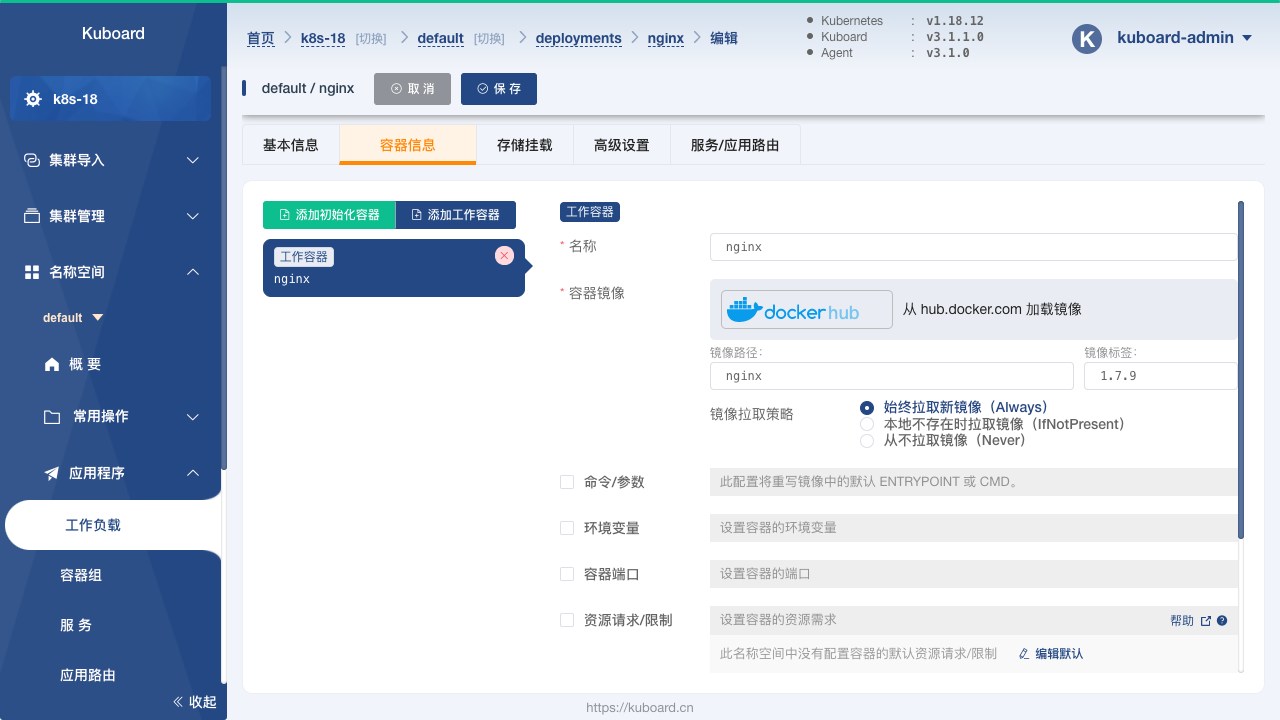 Kuboard
k8s-18
集群导入
集群管理
名称空间
default
概 要
常用操作
应用程序
工作负载
容器组
服 务
应用路由
收起
首页 > k8s-18 [切换] > default [切换] > deployments > nginx > 编辑
Kubernetes : v1.18.12
Kuboard : v3.1.1.0
Agent : v3.1.0
K kuboard-admin
default / nginx 取 消 保 存
基本信息 容器信息 存储挂载 高级设置 服务/应用路由
添加初始化容器 添加工作容器
工作容器
nginx
工作容器
* 名称 nginx
* 容器镜像 docker hub 从 hub.docker.com 加载镜像
镜像路径: 镜像标签:
nginx 1.7.9
镜像拉取策略 始终拉取新镜像（Always）
本地不存在时拉取镜像（IfNotPresent）
从不拉取镜像（Never）
命令/参数 此配置将重写镜像中的默认 ENTRYPOINT 或 CMD。
环境变量 设置容器的环境变量
容器端口 设置容器的端口
资源请求/限制 设置容器的资源需求 帮助
此名称空间中没有配置容器的默认资源请求/限制 编辑默认
https://kuboard.cn